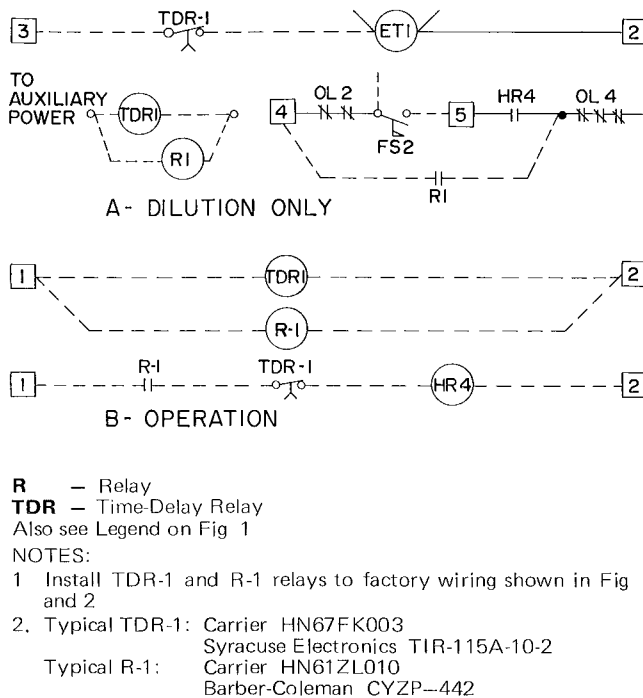 3 TDR-1 ET1 2
TO
AUXILIARY
POWER
TDR1
R1
4 OL 2 FS2 5 HR4 OL 4
R1
A- DILUTION ONLY
1 TDR1 2
R-1
1 R-1 TDR-1 HR4 2
B- OPERATION
R – Relay
TDR – Time-Delay Relay
Also see Legend on Fig 1
NOTES:
1 Install TDR-1 and R-1 relays to factory wiring shown in Fig
and 2
2. Typical TDR-1: Carrier HN67FK003
Syracuse Electronics TIR-115A-10-2
Typical R-1: Carrier HN61ZL010
Barber-Coleman CYZP--442